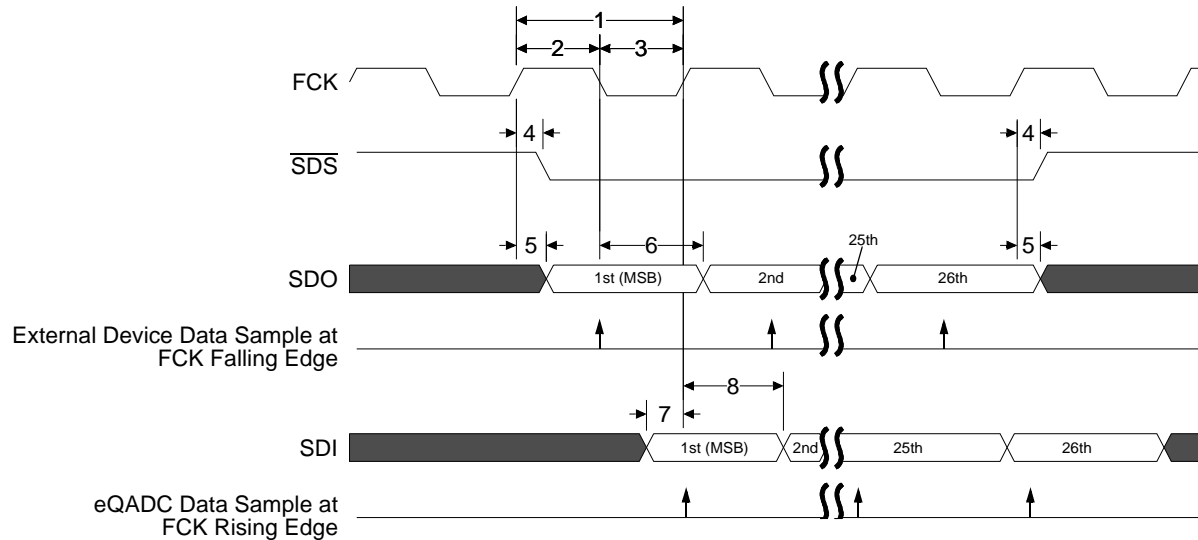 1
2 3
FCK
4 4
SDS
5 6 25th 5
SDO 1st (MSB) 2nd 26th
External Device Data Sample at
FCK Falling Edge
8
7
SDI 1st (MSB) 2nd 25th 26th
eQADC Data Sample at
FCK Rising Edge